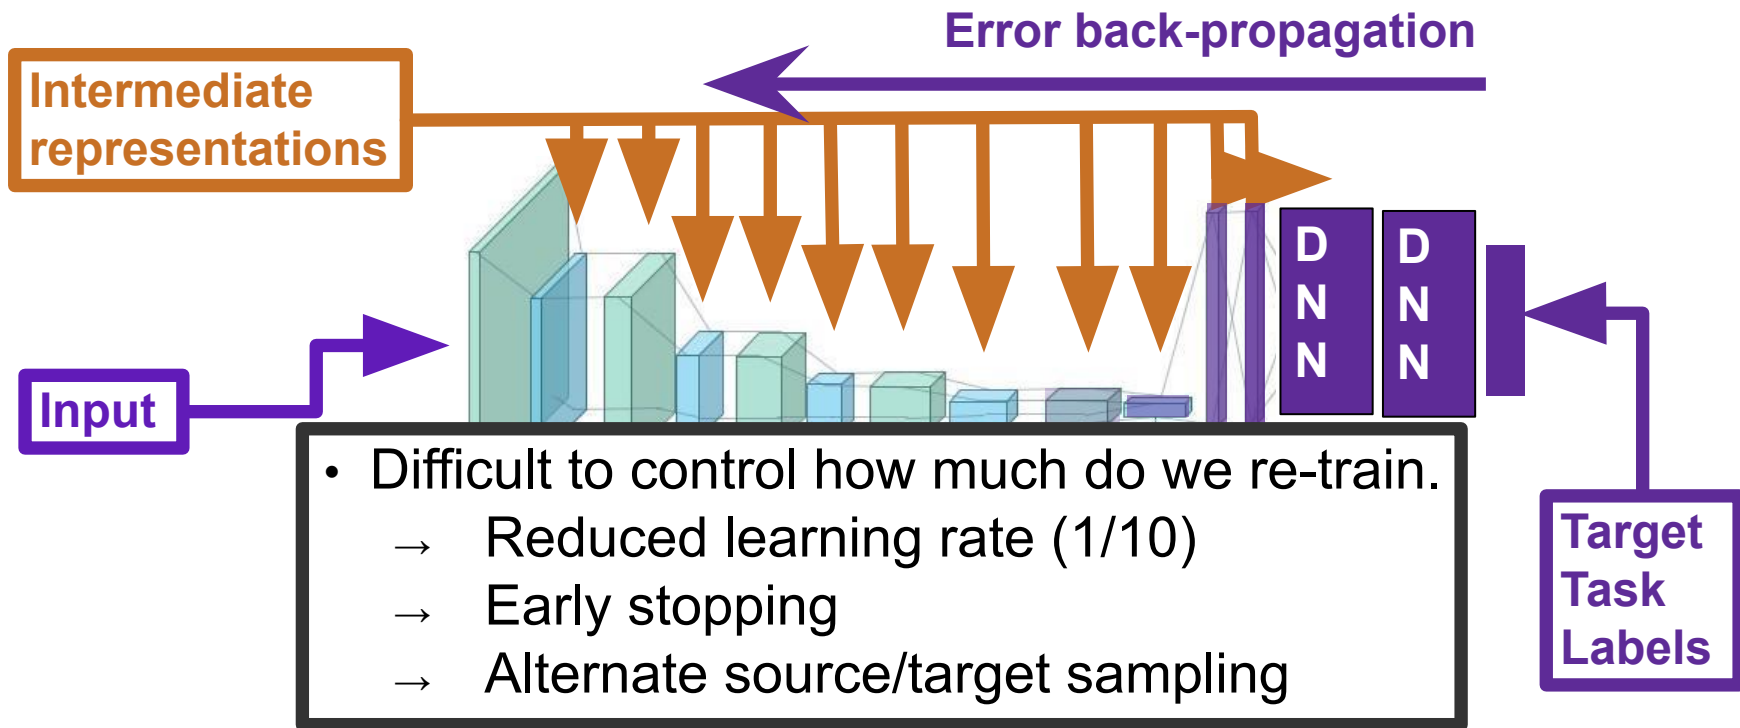 Error back-propagation
Intermediate
representations
D
N
N
D
N
N
Input
• Difficult to control how much do we re-train.
→ Reduced learning rate (1/10)
→ Early stopping
→ Alternate source/target sampling
Target
Task
Labels